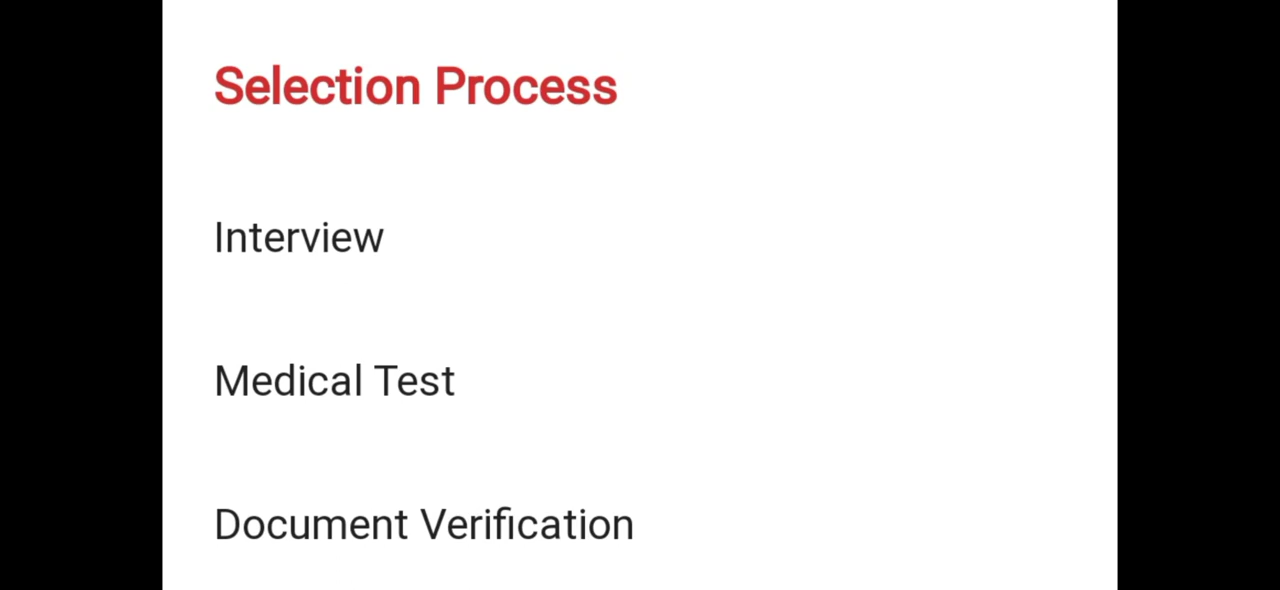 Selection Process
Interview
Medical Test
Document Verification